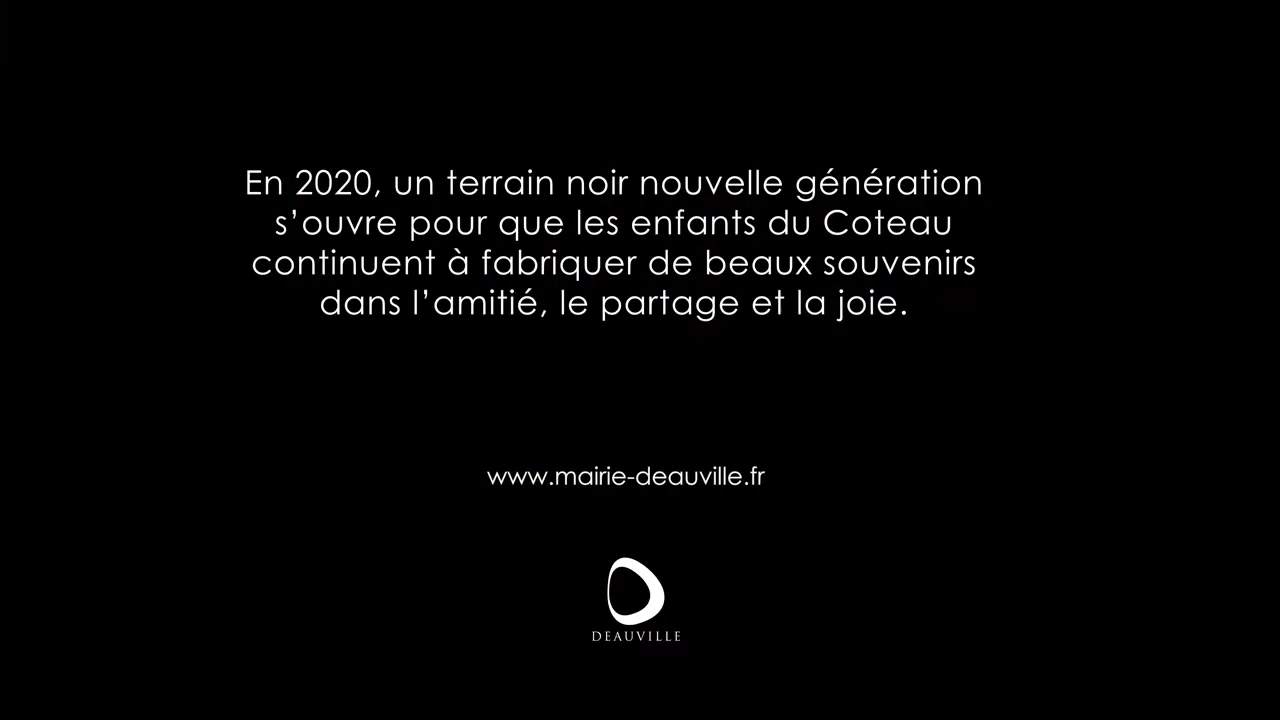 En 2020, un terrain noir nouvelle génération
s’ouvre pour que les enfants du Coteau
continuent à fabriquer de beaux souvenirs
dans l’amitié, le partage et la joie.
www.mairie-deauville.fr
DEAUVILLE